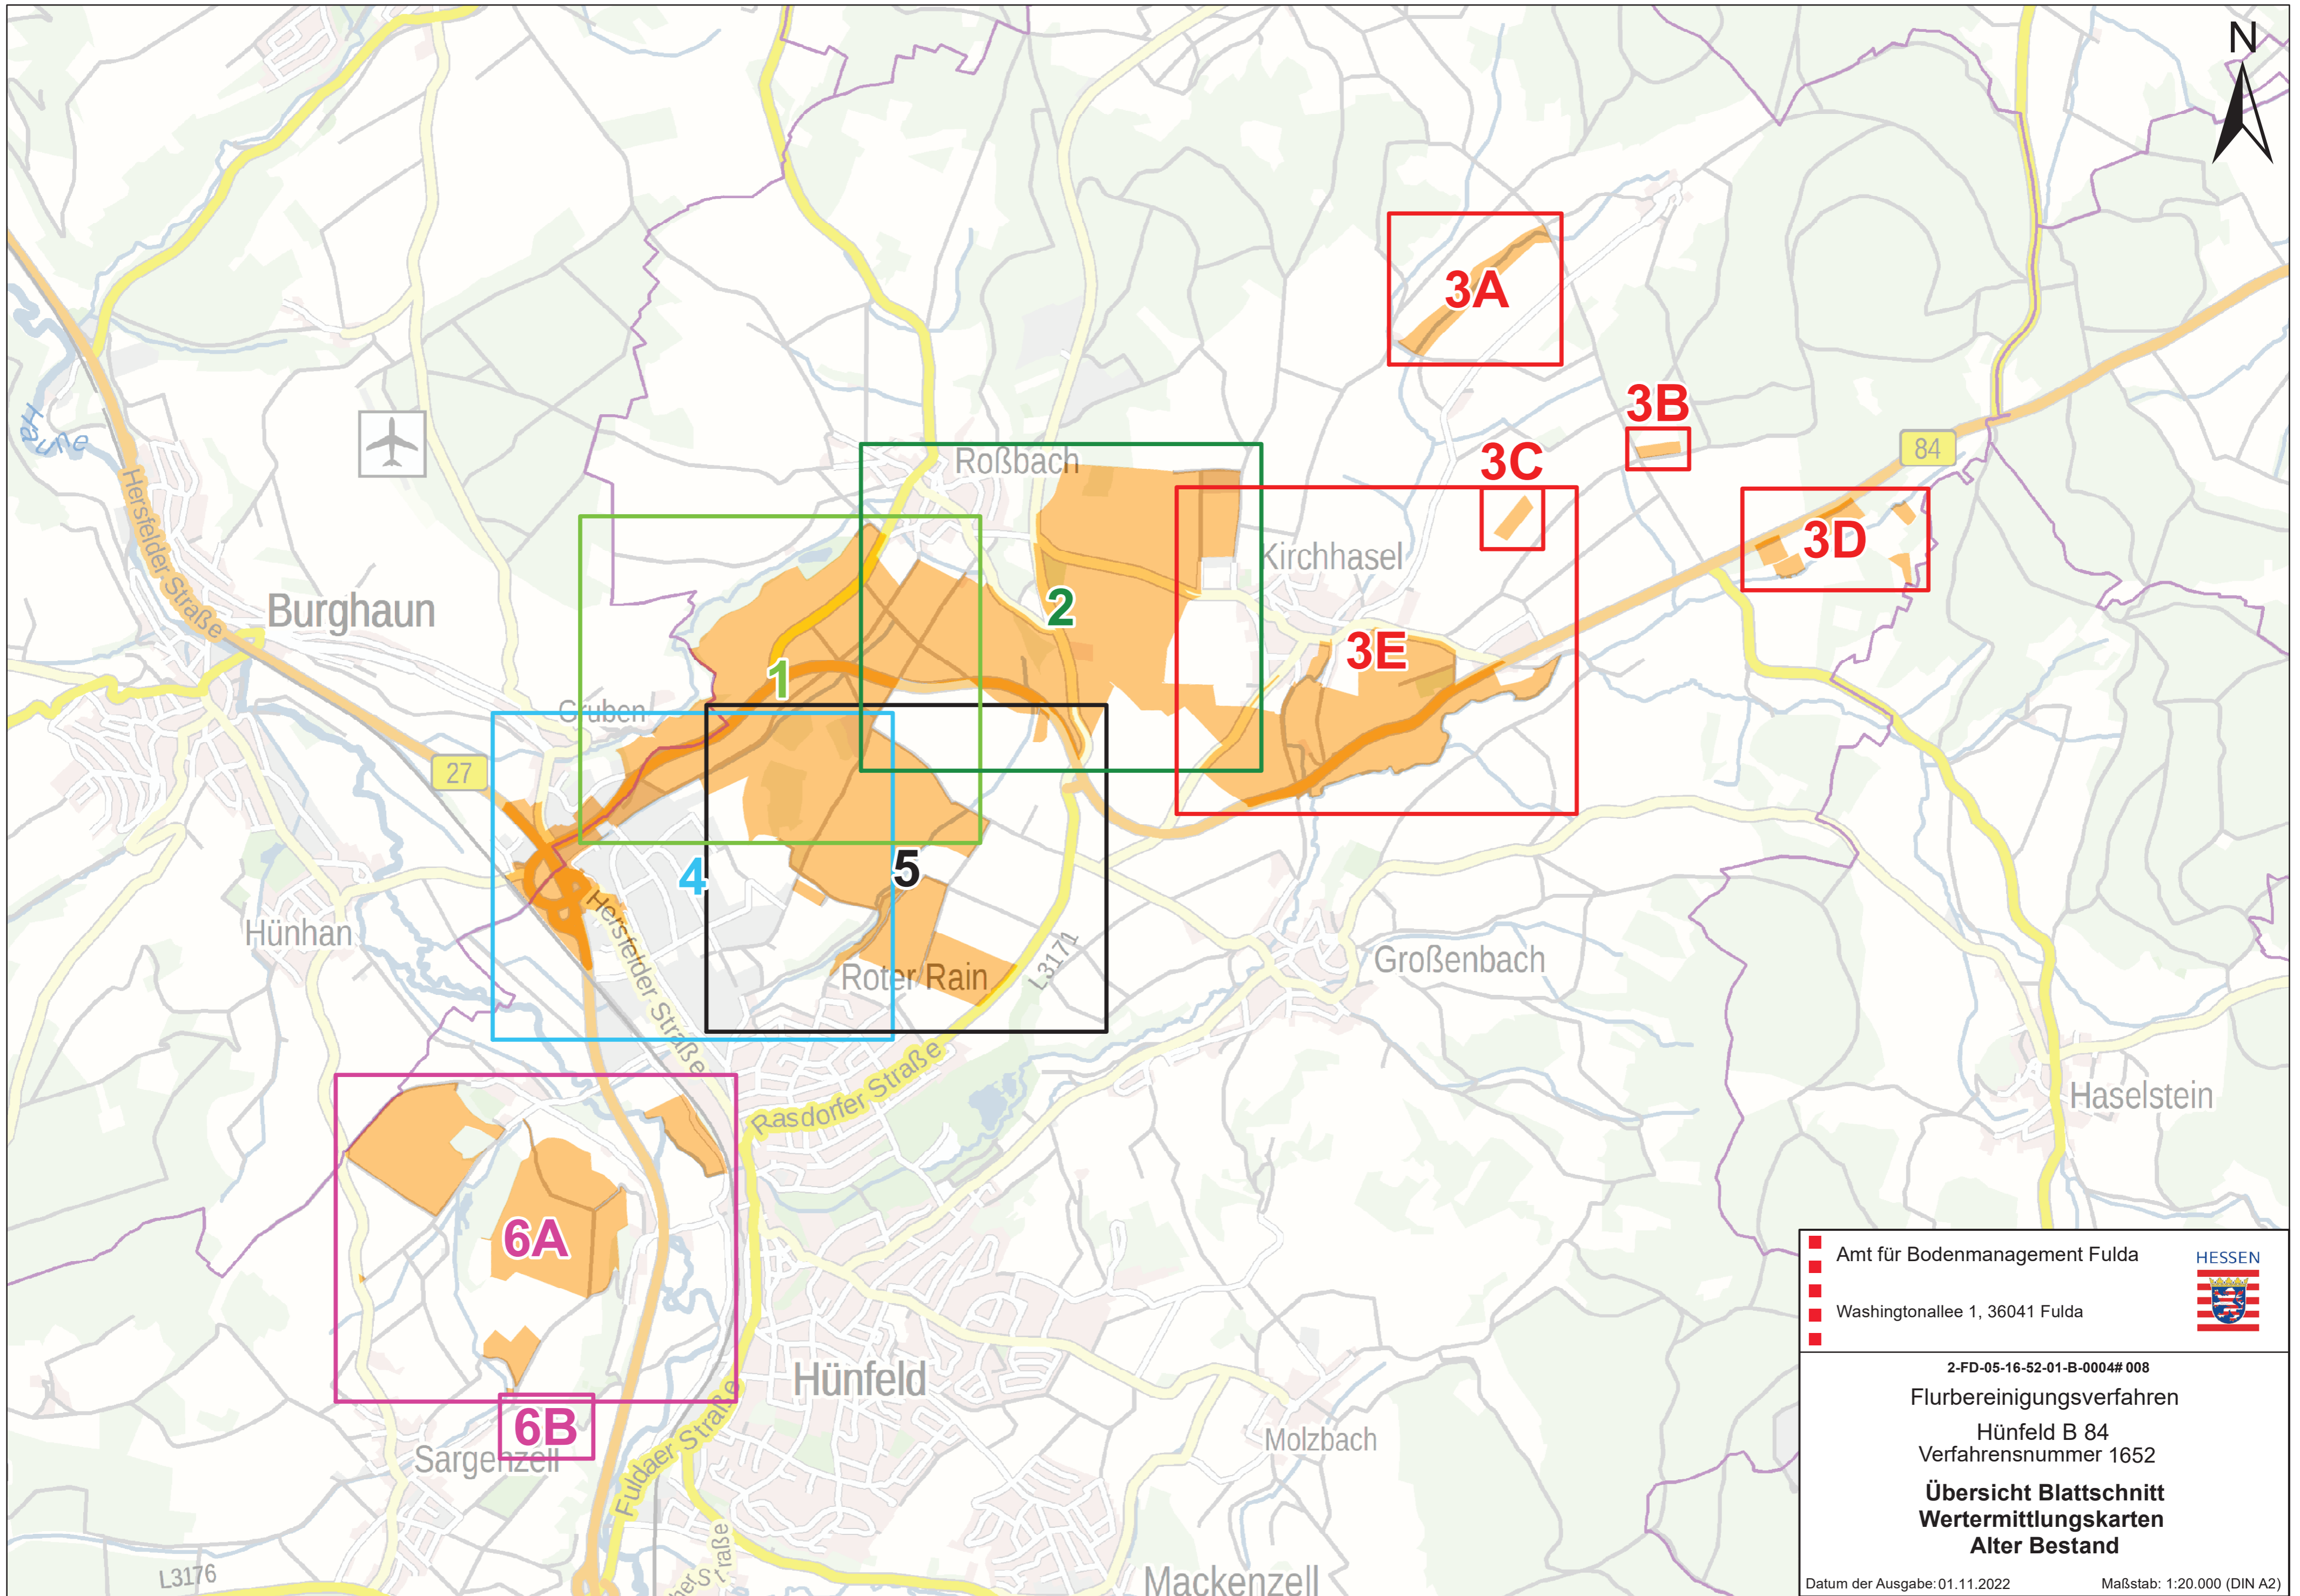 N
3A
3B
Haune
84
3C
Roßbach
Hersfelder Straße
3D
Kirchhasel
Burghaun
2
3E
1
Gruben
27
4
5
Hünhan
Hersfelder Straße
Roter Rain
L3171
Großenbach
Rasdorfer Straße
Haselstein
6A
Hünfeld
6B
Sargenzell
Fuldaer Straße
Molzbach
L3176
Mackenzell
Amt für Bodenmanagement Fulda
HESSEN
Washingtonallee 1, 36041 Fulda
2-FD-05-16-52-01-B-0004# 008
Flurbereinigungsverfahren
Hünfeld B 84
Verfahrensnummer 1652
Übersicht Blattschnitt
Wertermittlungskarten
Alter Bestand
Datum der Ausgabe: 01.11.2022
Maßstab: 1:20.000 (DIN A2)